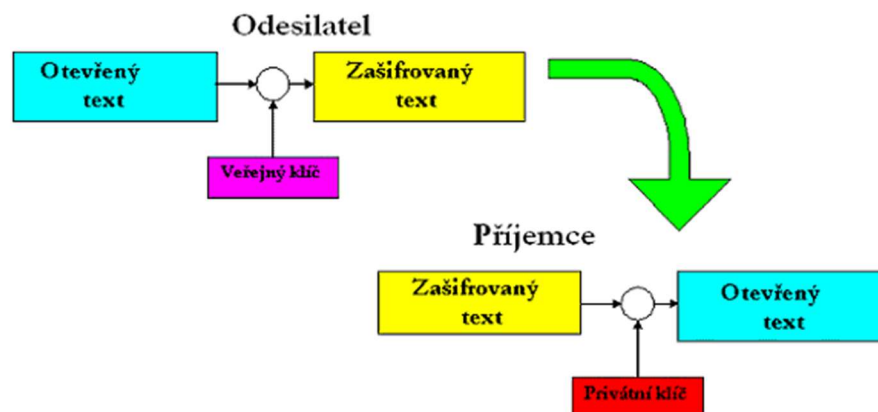 Odesilatel
Otevřený
text
Zašifrovaný
text
Veřejný klíč
Příjemce
Zašifrovaný
text
Otevřený
text
Privátní klíč